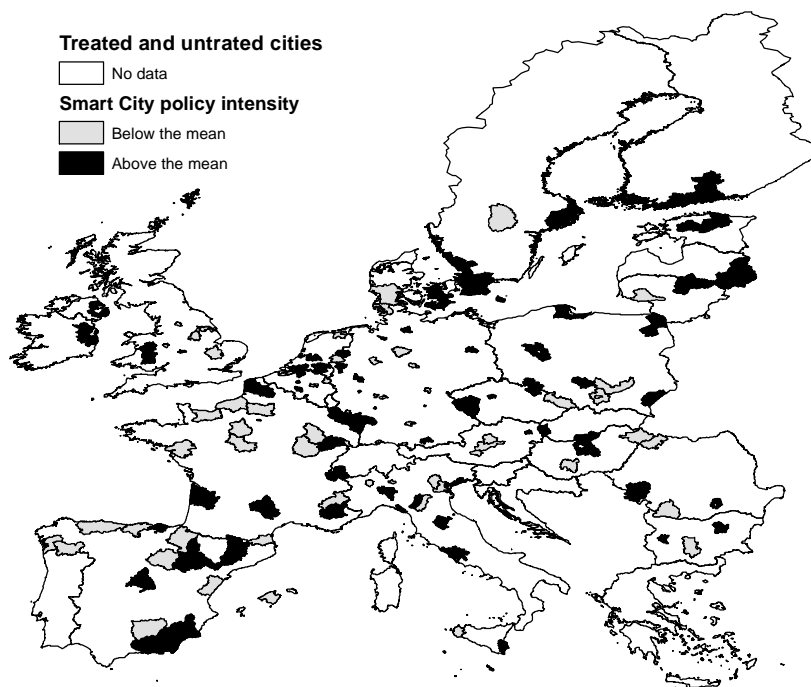 Treated and untrated cities
No data
Smart City policy intensity
Below the mean
Above the mean